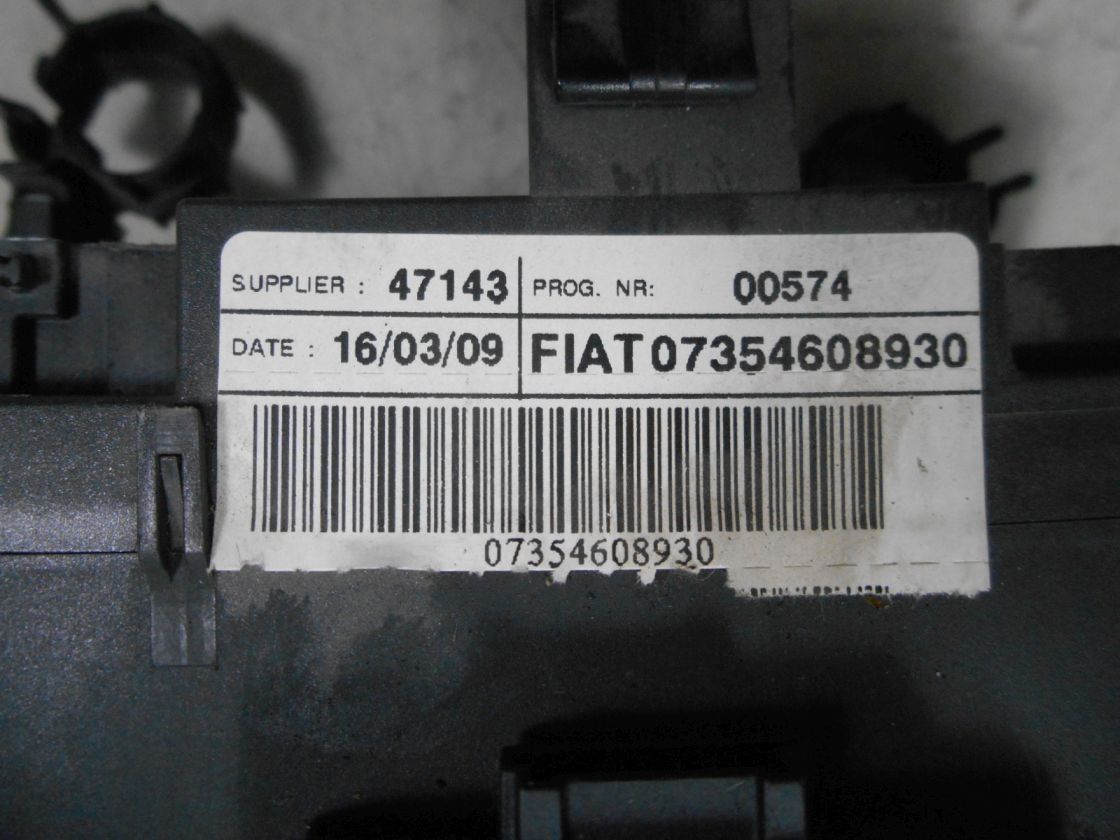 SUPPLIER : 47143 PROG. NR: 00574
DATE : 16/03/09 FIAT 07354608930
07354608930